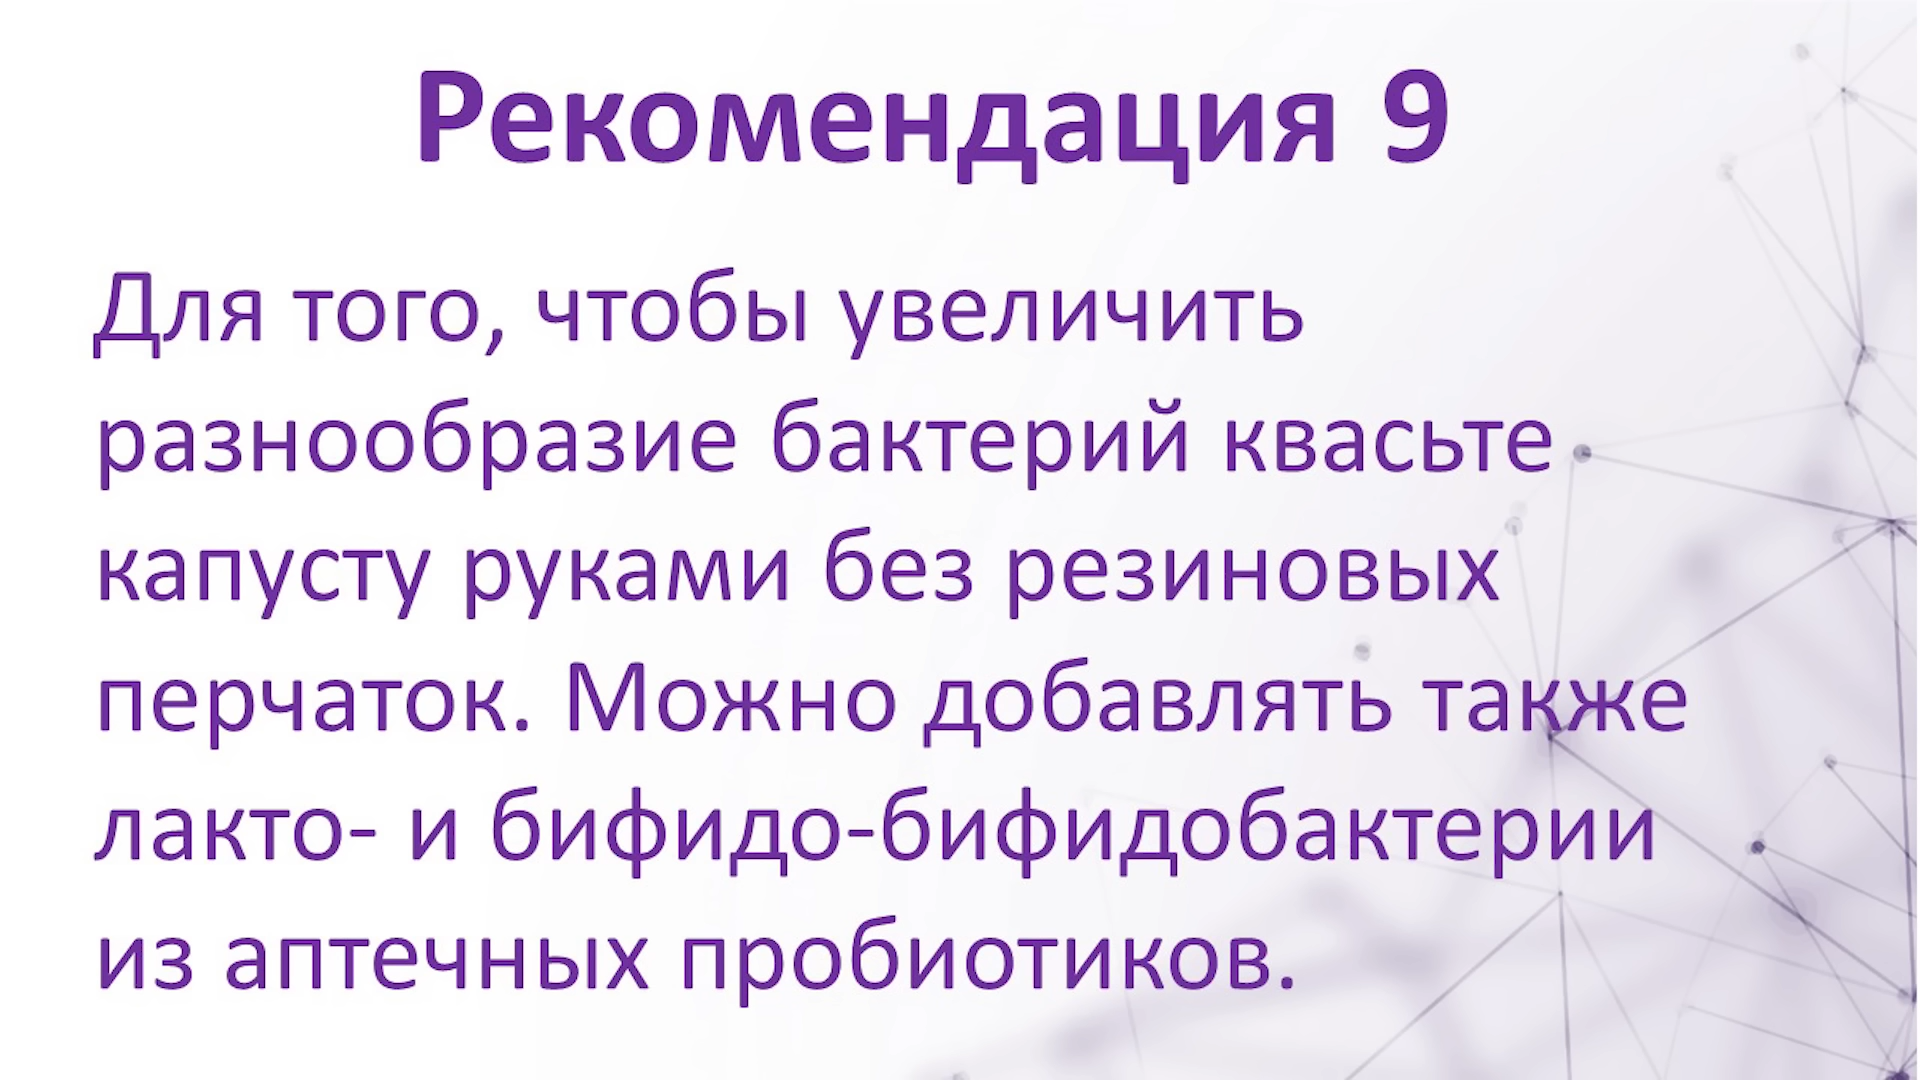 Рекомендация 9
Для того, чтобы увеличить
разнообразие бактерий квасьте
капусту руками без резиновых
перчаток. Можно добавлять также
лакто- и бифидо-бифидобактерии
из аптечных пробиотиков.